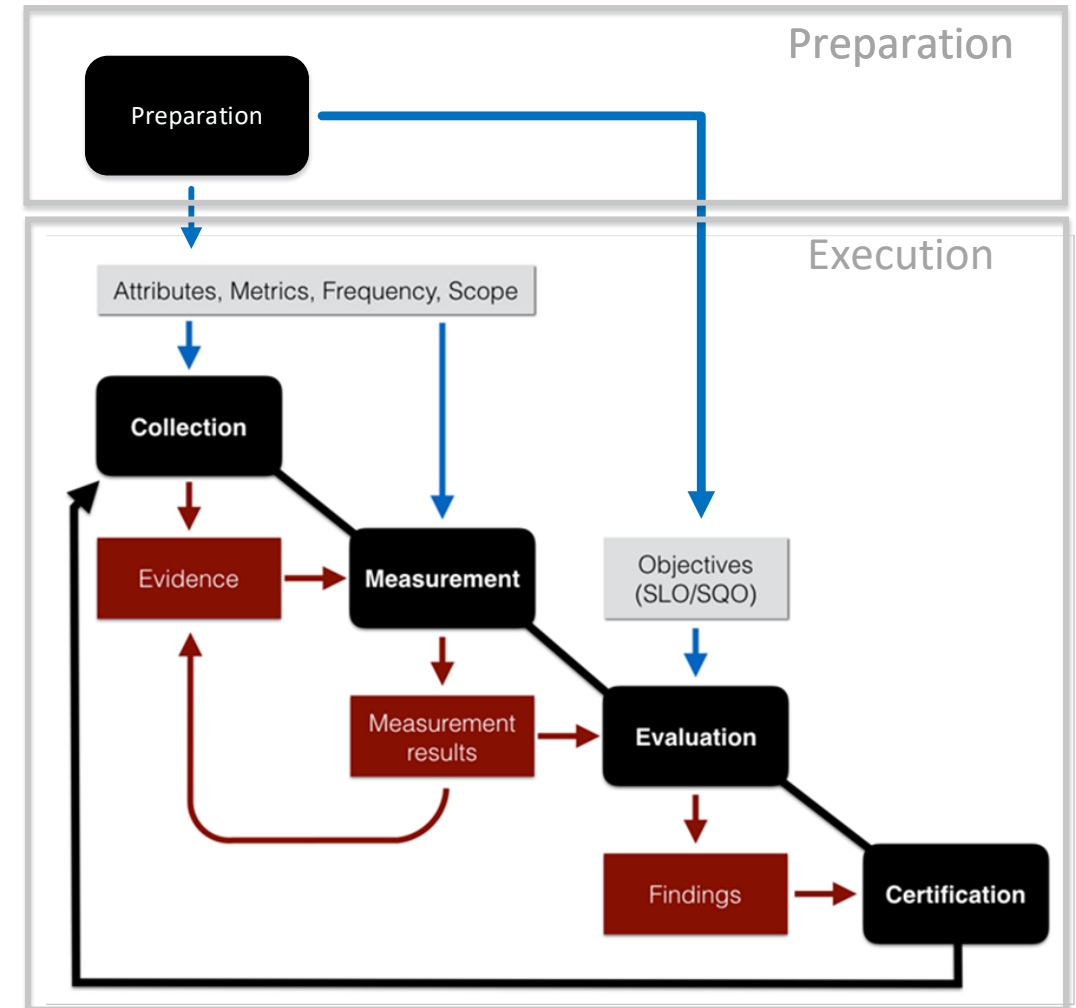 Preparation
Preparation
Execution
Attributes, Metrics, Frequency, Scope
Collection
Evidence
Measurement
Objectives
(SLO/SQO)
Measurement
results
Evaluation
Findings
Certification